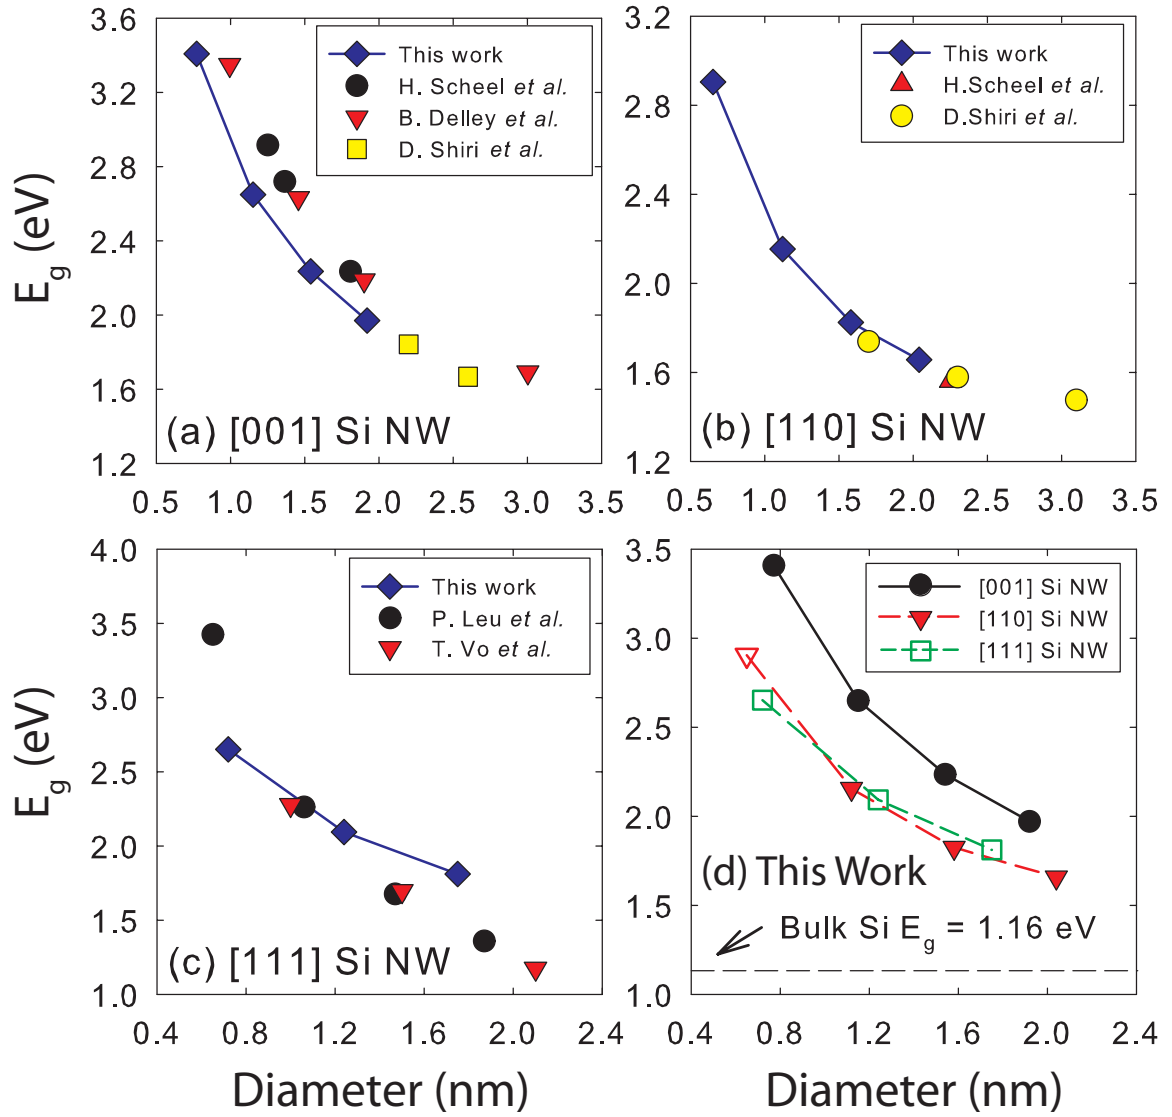 3.6
3.2
2.8
2.4
2.0
1.6
1.2
E_g (eV)
This work
H. Scheel et al.
B. Delley et al.
D. Shiri et al.
(a) [001] Si NW
0.5 1.0 1.5 2.0 2.5 3.0 3.5
3.2
2.8
2.4
2.0
1.6
1.2
This work
H.Scheel et al.
D.Shiri et al.
(b) [110] Si NW
0.5 1.0 1.5 2.0 2.5 3.0 3.5
4.0
3.5
3.0
2.5
2.0
1.5
1.0
E_g (eV)
This work
P. Leu et al.
T. Vo et al.
(c) [111] Si NW
0.4 0.8 1.2 1.6 2.0 2.4
Diameter (nm)
3.5
3.0
2.5
2.0
1.5
1.0
[001] Si NW
[110] Si NW
[111] Si NW
(d) This Work
Bulk Si E_g = 1.16 eV
0.4 0.8 1.2 1.6 2.0 2.4
Diameter (nm)